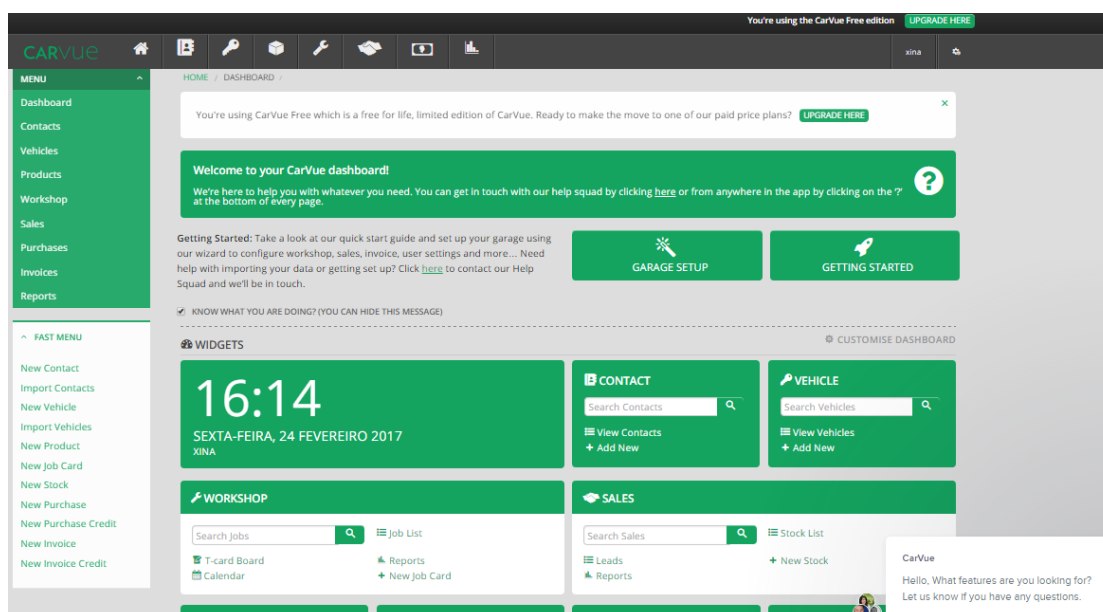 You're using the CarVue Free edition UPGRADE HERE
CARVUE
xina
MENU
Dashboard
Contacts
Vehicles
Products
Workshop
Sales
Purchases
Invoices
Reports
FAST MENU
New Contact
Import Contacts
New Vehicle
Import Vehicles
New Product
New Job Card
New Stock
New Purchase
New Purchase Credit
New Invoice
New Invoice Credit
HOME / DASHBOARD /
You're using CarVue Free which is a free for life, limited edition of CarVue. Ready to make the move to one of our paid price plans? UPGRADE HERE
×
Welcome to your CarVue dashboard!
We're here to help you with whatever you need. You can get in touch with our help squad by clicking here or from anywhere in the app by clicking on the '?'
at the bottom of every page.
?
Getting Started: Take a look at our quick start guide and set up your garage using
our wizard to configure workshop, sales, invoice, user settings and more... Need
help with importing your data or getting set up? Click here to contact our Help
Squad and we'll be in touch.
GARAGE SETUP
GETTING STARTED
KNOW WHAT YOU ARE DOING? (YOU CAN HIDE THIS MESSAGE)
WIDGETS
CUSTOMISE DASHBOARD
16:14
SEXTA-FEIRA, 24 FEVEREIRO 2017
XINA
CONTACT
Search Contacts
View Contacts
+ Add New
VEHICLE
Search Vehicles
View Vehicles
+ Add New
WORKSHOP
Search Jobs
Job List
T-card Board
Reports
Calendar
+ New Job Card
SALES
Search Sales
Stock List
Leads
+ New Stock
Reports
CarVue
Hello, What features are you looking for?
Let us know if you have any questions.